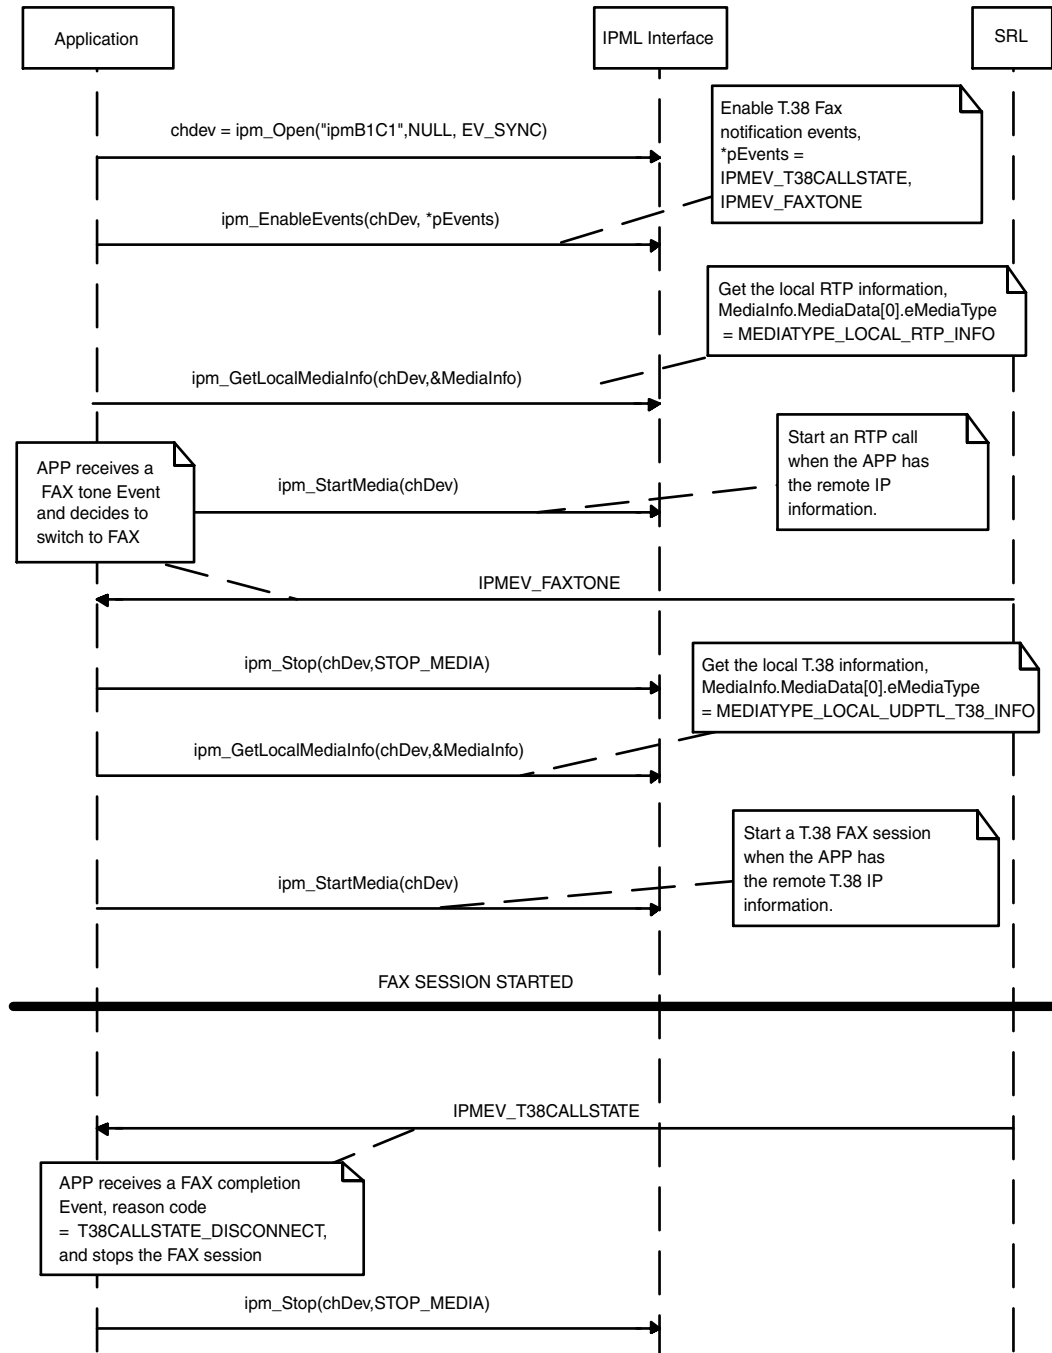 Application
IPML Interface
SRL
Enable T.38 Fax
notification events,
*pEvents =
IPMEV_T38CALLSTATE,
IPMEV_FAXTONE
chdev = ipm_Open("ipmB1C1",NULL, EV_SYNC)
ipm_EnableEvents(chDev, *pEvents)
Get the local RTP information,
MediaInfo.MediaData[0].eMediaType
= MEDIATYPE_LOCAL_RTP_INFO
ipm_GetLocalMediaInfo(chDev,&MediaInfo)
Start an RTP call
when the APP has
the remote IP
information.
APP receives a
FAX tone Event
and decides to
switch to FAX
ipm_StartMedia(chDev)
IPMEV_FAXTONE
ipm_Stop(chDev,STOP_MEDIA)
Get the local T.38 information,
MediaInfo.MediaData[0].eMediaType
= MEDIATYPE_LOCAL_UDPTL_T38_INFO
ipm_GetLocalMediaInfo(chDev,&MediaInfo)
Start a T.38 FAX session
when the APP has
the remote T.38 IP
information.
ipm_StartMedia(chDev)
FAX SESSION STARTED
IPMEV_T38CALLSTATE
APP receives a FAX completion
Event, reason code
= T38CALLSTATE_DISCONNECT,
and stops the FAX session
ipm_Stop(chDev,STOP_MEDIA)